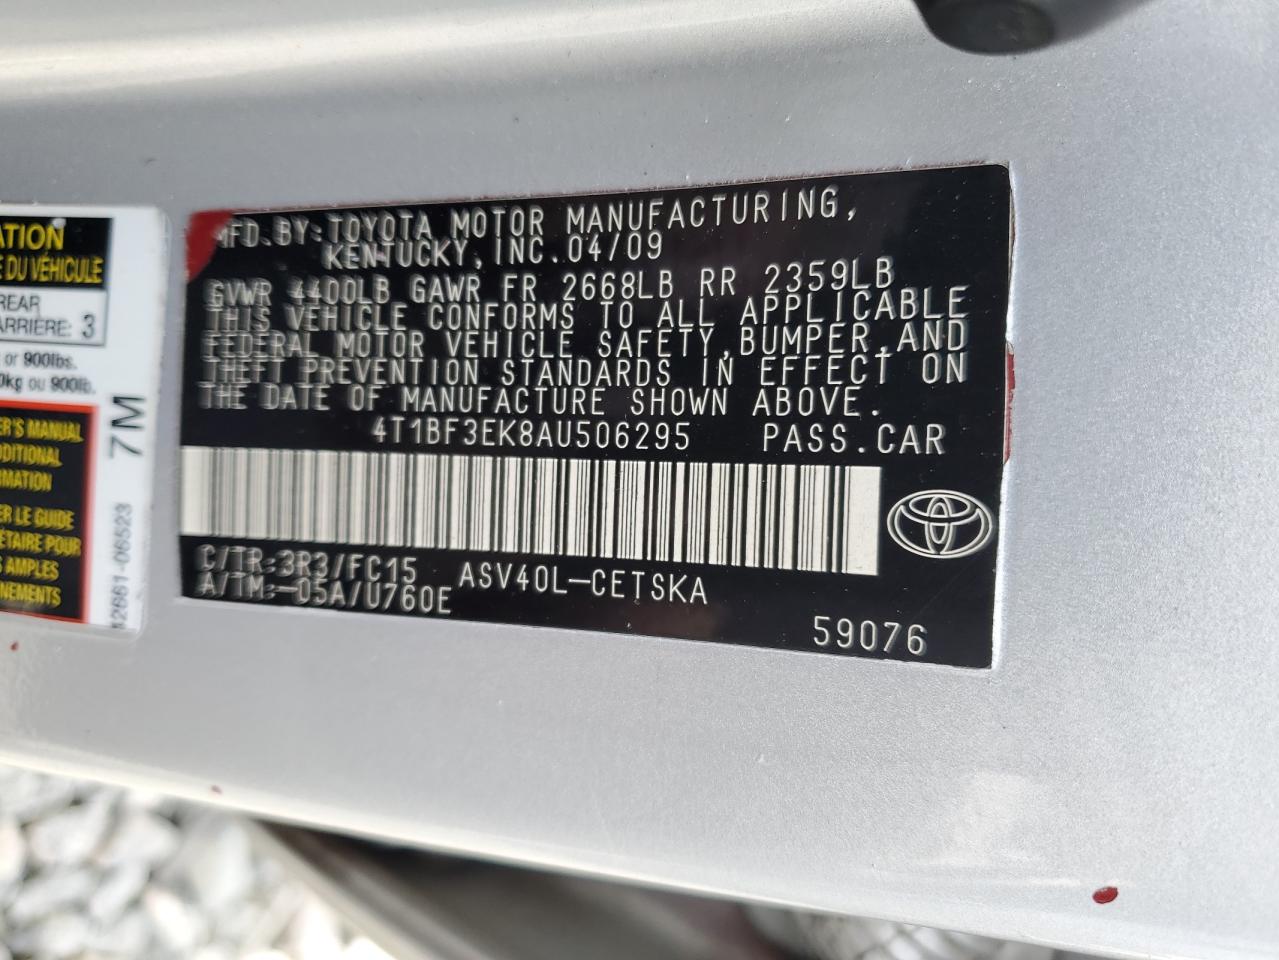 ATION
E DU VÉHICULE
REAR
ARRIÈRE: 3
or 900lbs.
0kg ou 900lb.
ER'S MANUAL
DDITIONAL
RMATION
ER LE GUIDE
ÉTAIRE POUR
S AMPLES
GNEMENTS
7M
42661-06523
MFD.BY:TOYOTA MOTOR MANUFACTURING,
KENTUCKY,INC.04/09
GVWR 4400LB GAWR FR 2668LB RR 2359LB
THIS VEHICLE CONFORMS TO ALL APPLICABLE
FEDERAL MOTOR VEHICLE SAFETY,BUMPER,AND
THEFT PREVENTION STANDARDS IN EFFECT ON
THE DATE OF MANUFACTURE SHOWN ABOVE.
4T1BF3EK8AU506295 PASS.CAR
C/TR:3R3/FC15 ASV40L-CETSKA
A/TM:-05A/U760E
59076